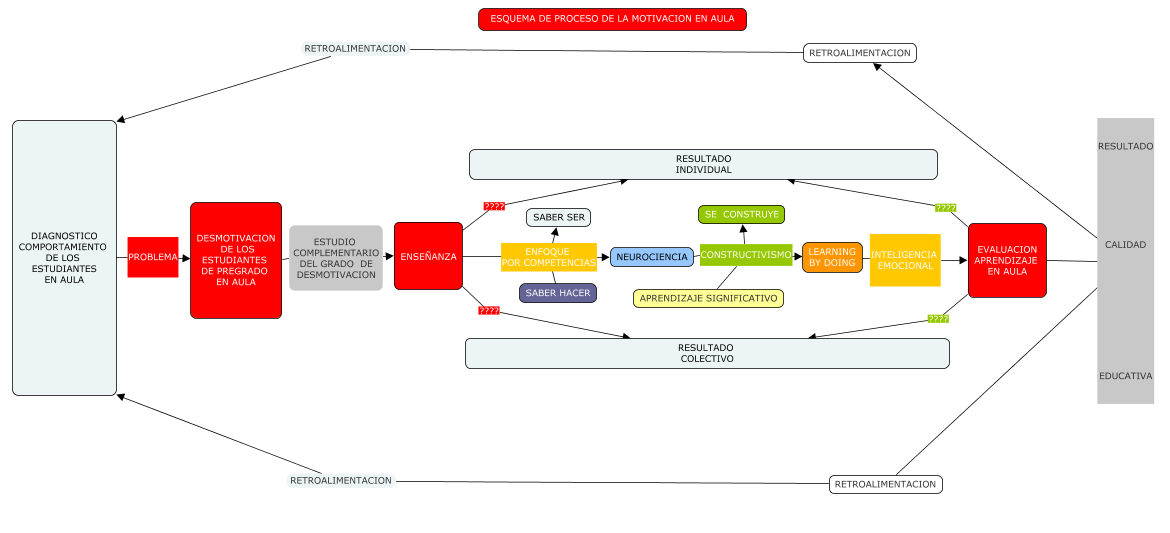 ESQUEMA DE PROCESO DE LA MOTIVACION EN AULA
RETROALIMENTACION
RETROALIMENTACION
DIAGNOSTICO
COMPORTAMIENTO
DE LOS
ESTUDIANTES
EN AULA
PROBLEMA
DESMOTIVACION
DE LOS
ESTUDIANTES
DE PREGRADO
EN AULA
ESTUDIO
COMPLEMENTARIO
DEL GRADO DE
DESMOTIVACION
ENSEÑANZA
????
RESULTADO
INDIVIDUAL
????
SABER SER
ENFOQUE
POR COMPETENCIAS
SABER HACER
NEUROCIENCIA
SE CONSTRUYE
CONSTRUCTIVISMO
APRENDIZAJE SIGNIFICATIVO
LEARNING
BY DOING
INTELIGENCIA
EMOCIONAL
EVALUACION
APRENDIZAJE
EN AULA
????
RESULTADO
COLECTIVO
????
RESULTADO
CALIDAD
EDUCATIVA
RETROALIMENTACION
RETROALIMENTACION